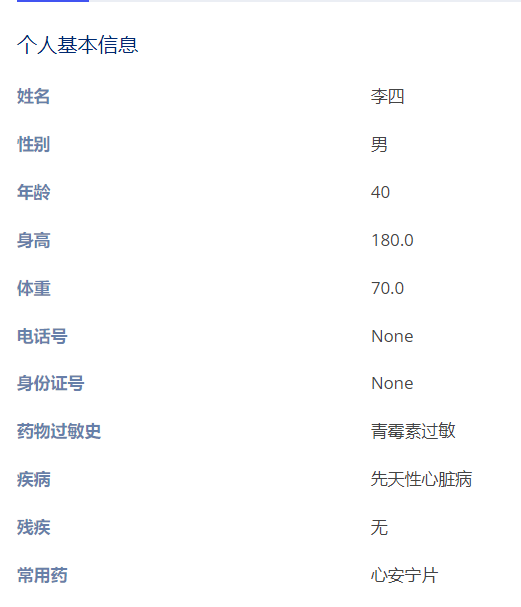 个人基本信息
姓名 李四
性别 男
年龄 40
身高 180.0
体重 70.0
电话号 None
身份证号 None
药物过敏史 青霉素过敏
疾病 先天性心脏病
残疾 无
常用药 心安宁片